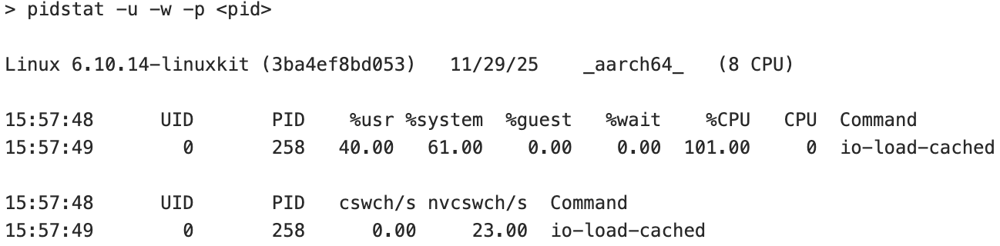 > pidstat -u -w -p <pid>
Linux 6.10.14-linuxkit (3ba4ef8bd053) 11/29/25 _aarch64_ (8 CPU)
15:57:48 UID PID %usr %system %guest %wait %CPU CPU Command
15:57:49 0 258 40.00 61.00 0.00 0.00 101.00 0 io-load-cached
15:57:48 UID PID cswch/s nvcswch/s Command
15:57:49 0 258 0.00 23.00 io-load-cached